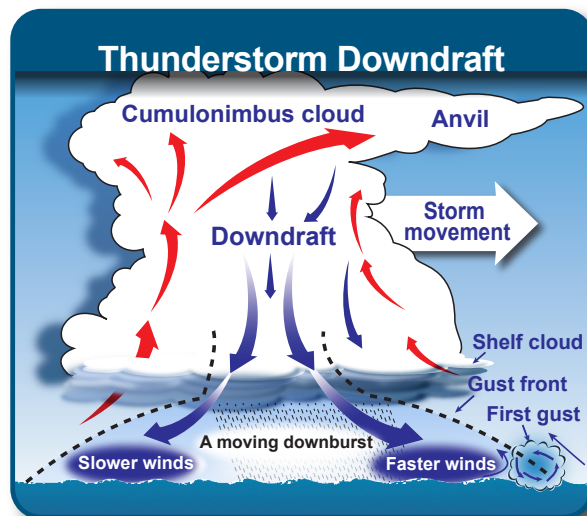 Thunderstorm Downdraft
Cumulonimbus cloud
Anvil
Storm
movement
Downdraft
Shelf cloud
Gust front
First gust
A moving downburst
Slower winds
Faster winds